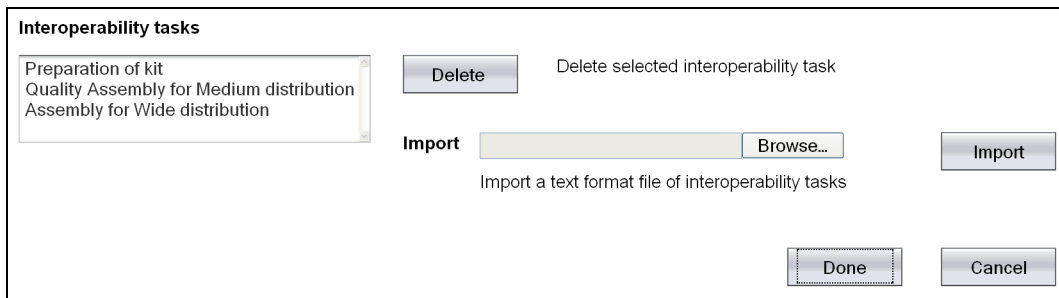 Interoperability tasks
Preparation of kit
Quality Assembly for Medium distribution
Assembly for Wide distribution
Delete
Delete selected interoperability task
Import
Browse...
Import
Import a text format file of interoperability tasks
Done
Cancel